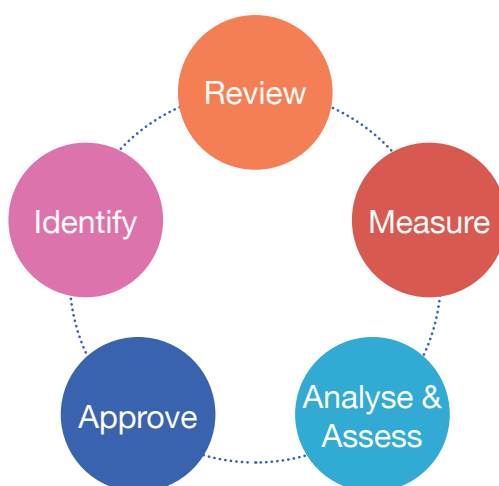 Review
Identify
Measure
Approve
Analyse &
Assess